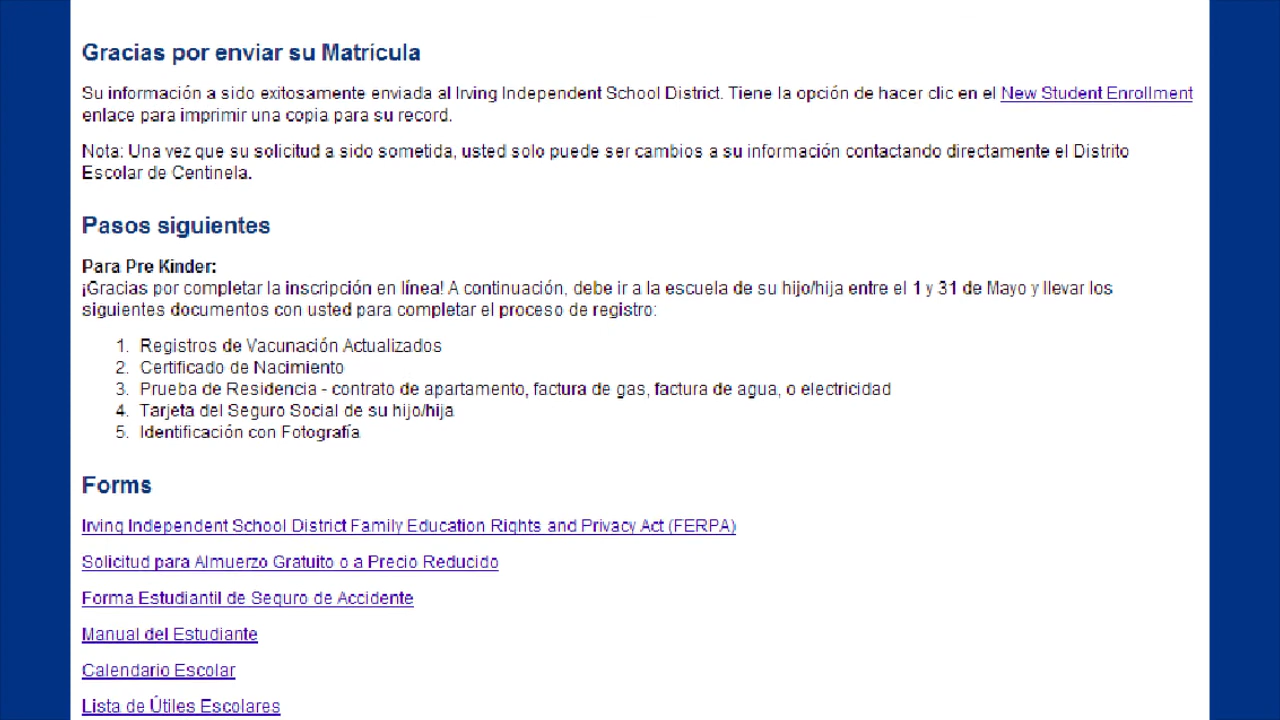 Gracias por enviar su Matrícula
Su información a sido exitosamente enviada al Irving Independent School District. Tiene la opción de hacer clic en el New Student Enrollment
enlace para imprimir una copia para su record.
Nota: Una vez que su solicitud a sido sometida, usted solo puede ser cambios a su información contactando directamente el Distrito
Escolar de Centinela.
Pasos siguientes
Para Pre Kinder:
¡Gracias por completar la inscripción en línea! A continuación, debe ir a la escuela de su hijo/hija entre el 1 y 31 de Mayo y llevar los
siguientes documentos con usted para completar el proceso de registro:
1. Registros de Vacunación Actualizados
2. Certificado de Nacimiento
3. Prueba de Residencia - contrato de apartamento, factura de gas, factura de agua, o electricidad
4. Tarjeta del Seguro Social de su hijo/hija
5. Identificación con Fotografía
Forms
Irving Independent School District Family Education Rights and Privacy Act (FERPA)
Solicitud para Almuerzo Gratuito o a Precio Reducido
Forma Estudiantil de Seguro de Accidente
Manual del Estudiante
Calendario Escolar
Lista de Útiles Escolares